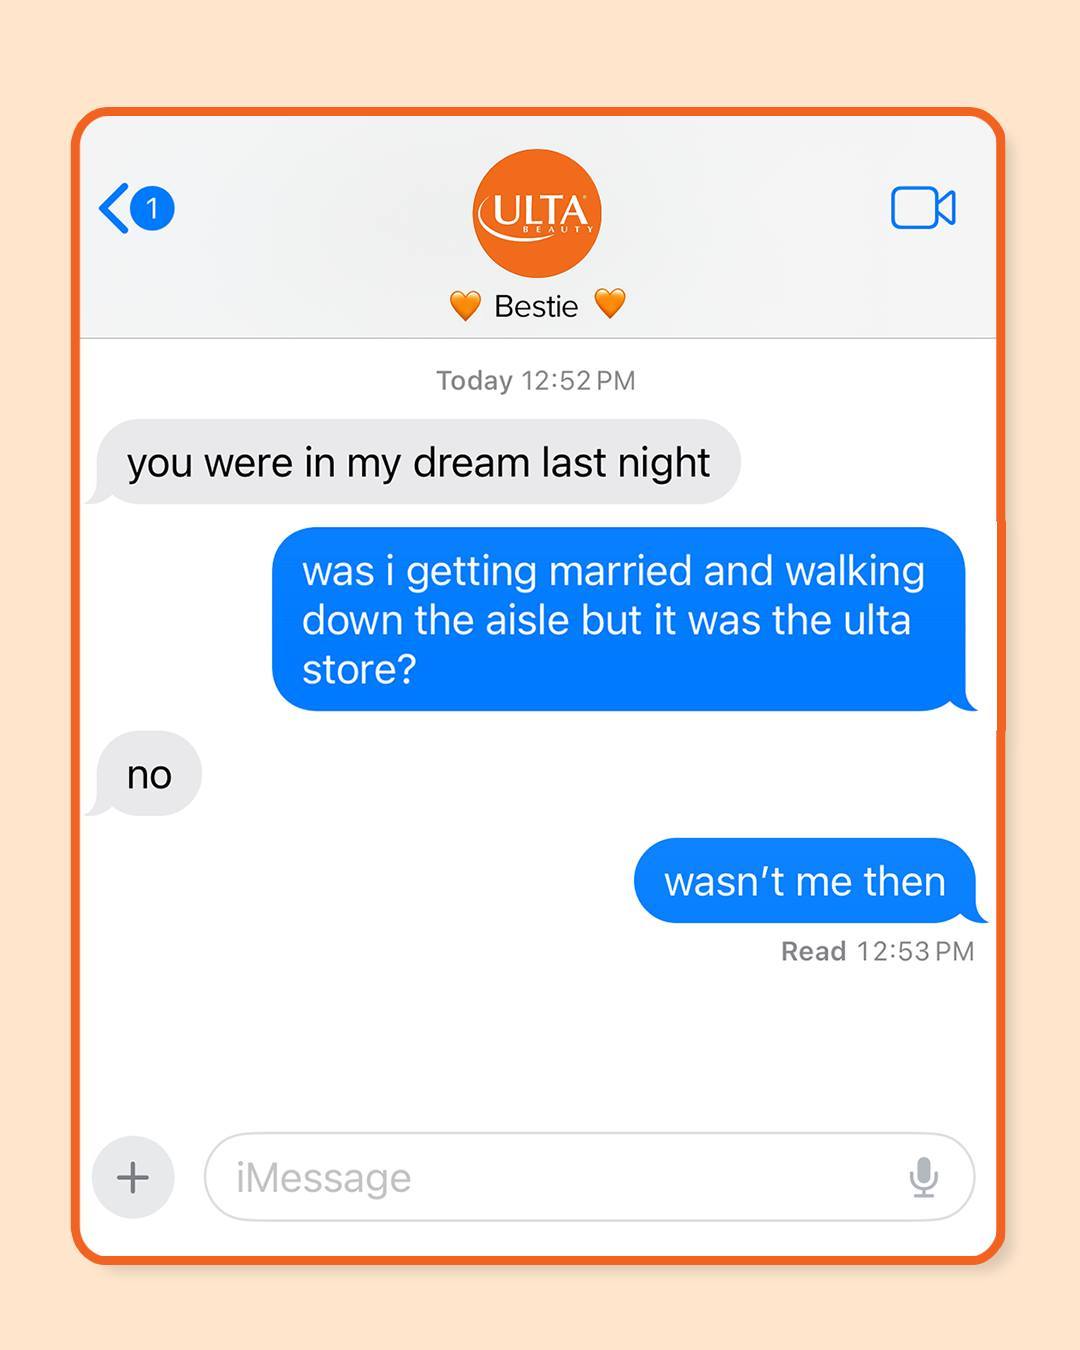 1
ULTA
BEAUTY
🧡 Bestie 🧡
Today 12:52 PM
you were in my dream last night
was i getting married and walking
down the aisle but it was the ulta
store?
no
wasn’t me then
Read 12:53 PM
iMessage